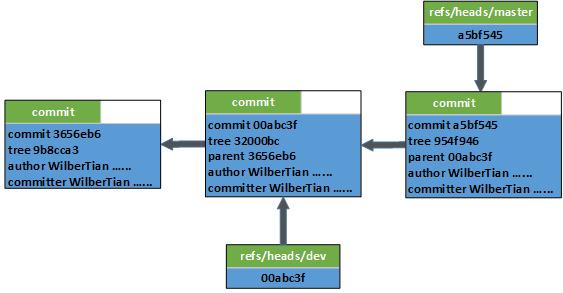 refs/heads/master
a5bf545
commit
commit 3656eb6
tree 9b8cca3
author WilberTian ......
committer WilberTian ......
commit
commit 00abc3f
tree 32000bc
parent 3656eb6
author WilberTian ......
committer WilberTian ......
commit
commit a5bf545
tree 954f946
parent 00abc3f
author WilberTian ......
committer WilberTian ......
refs/heads/dev
00abc3f